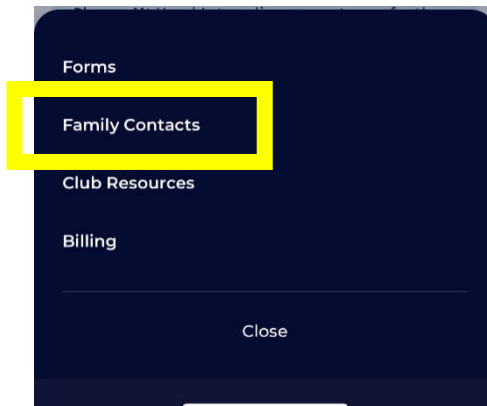 Forms
Family Contacts
Club Resources
Billing
Close